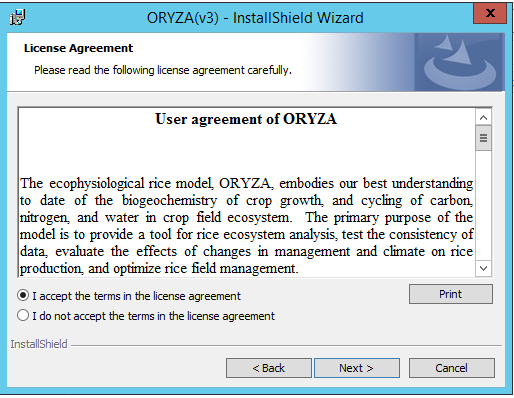 ORYZA(v3) - InstallShield Wizard
x
License Agreement
Please read the following license agreement carefully.
User agreement of ORYZA
The ecophysiological rice model, ORYZA, embodies our best understanding
to date of the biogeochemistry of crop growth, and cycling of carbon,
nitrogen, and water in crop field ecosystem. The primary purpose of the
model is to provide a tool for rice ecosystem analysis, test the consistency of
data, evaluate the effects of changes in management and climate on rice
production, and optimize rice field management.
I accept the terms in the license agreement
Print
I do not accept the terms in the license agreement
InstallShield
< Back
Next >
Cancel